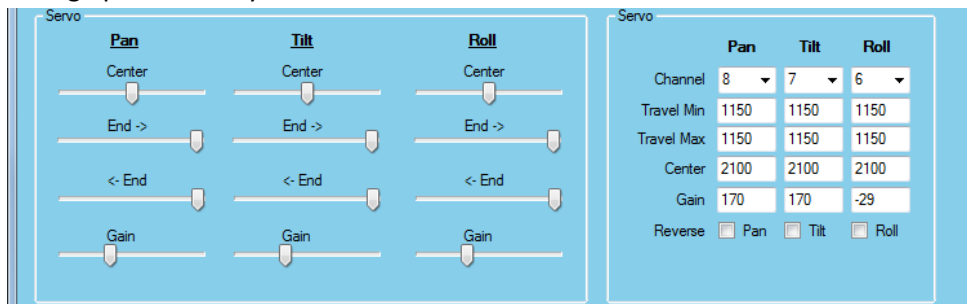 Servo
Pan Tilt Roll
Center Center Center
End -> End -> End ->
<- End <- End <- End
Gain Gain Gain
Servo
Pan Tilt Roll
Channel 8 7 6
Travel Min 1150 1150 1150
Travel Max 1150 1150 1150
Center 2100 2100 2100
Gain 170 170 -29
Reverse Pan Tilt Roll